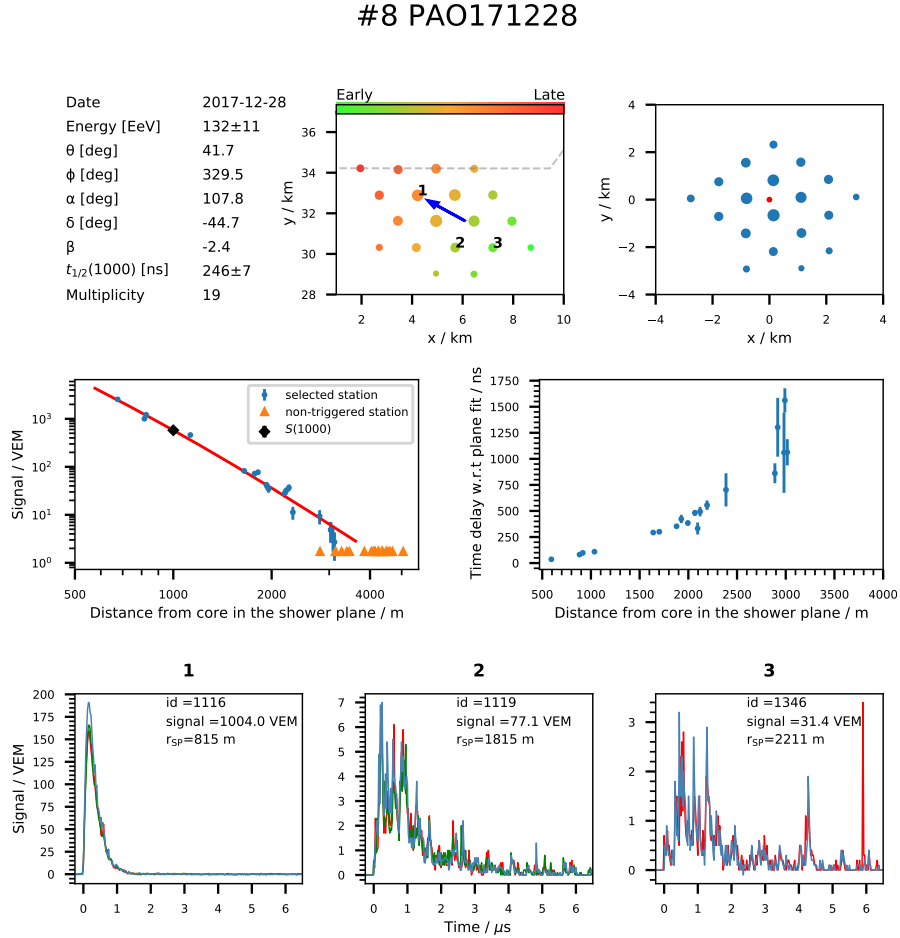 #8 PAO171228
Date 2017-12-28
Energy [EeV] 132±11
θ [deg] 41.7
ϕ [deg] 329.5
α [deg] 107.8
δ [deg] -44.7
β -2.4
t1/2(1000) [ns] 246±7
Multiplicity 19
Early Late
36
34
32
30
28
y / km
1
2 3
2 4 6 8 10
x / km
4
2
0
−2
−4
y / km
−4 −2 0 2 4
x / km
10³
10²
10¹
10⁰
Signal / VEM
selected station
non-triggered station
S(1000)
500 1000 2000 4000
Distance from core in the shower plane / m
1750
1500
1250
1000
750
500
250
0
Time delay w.r.t plane fit / ns
500 1000 1500 2000 2500 3000 3500 4000
Distance from core in the shower plane / m
1
200
175
150
125
100
75
50
25
0
Signal / VEM
id =1116
signal =1004.0 VEM
rSP=815 m
0 1 2 3 4 5 6
2
7
6
5
4
3
2
1
0
id =1119
signal =77.1 VEM
rSP=1815 m
0 1 2 3 4 5 6
Time / μs
3
3
2
1
0
id =1346
signal =31.4 VEM
rSP=2211 m
0 1 2 3 4 5 6